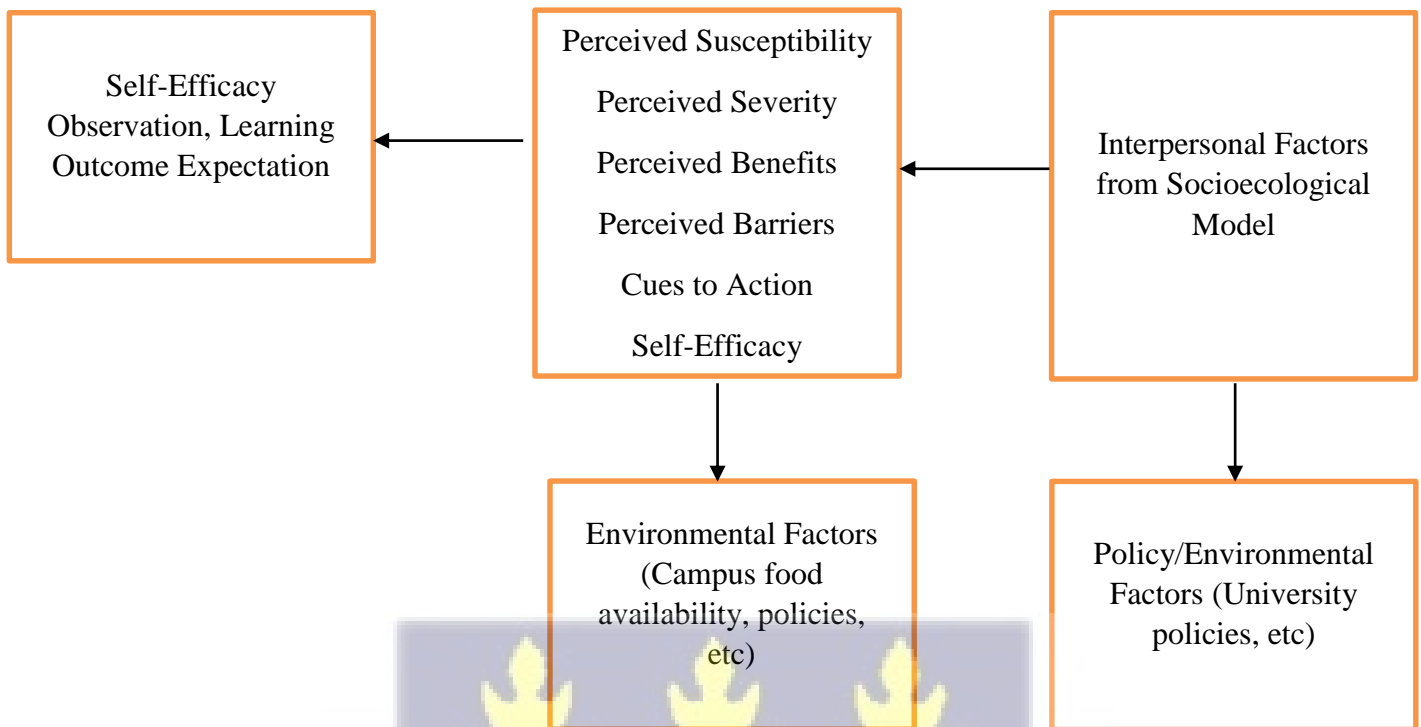 Self-Efficacy
Observation, Learning
Outcome Expectation
Perceived Susceptibility
Perceived Severity
Perceived Benefits
Perceived Barriers
Cues to Action
Self-Efficacy
Interpersonal Factors
from Socioecological
Model
Environmental Factors
(Campus food
availability, policies,
etc)
Policy/Environmental
Factors (University
policies, etc)